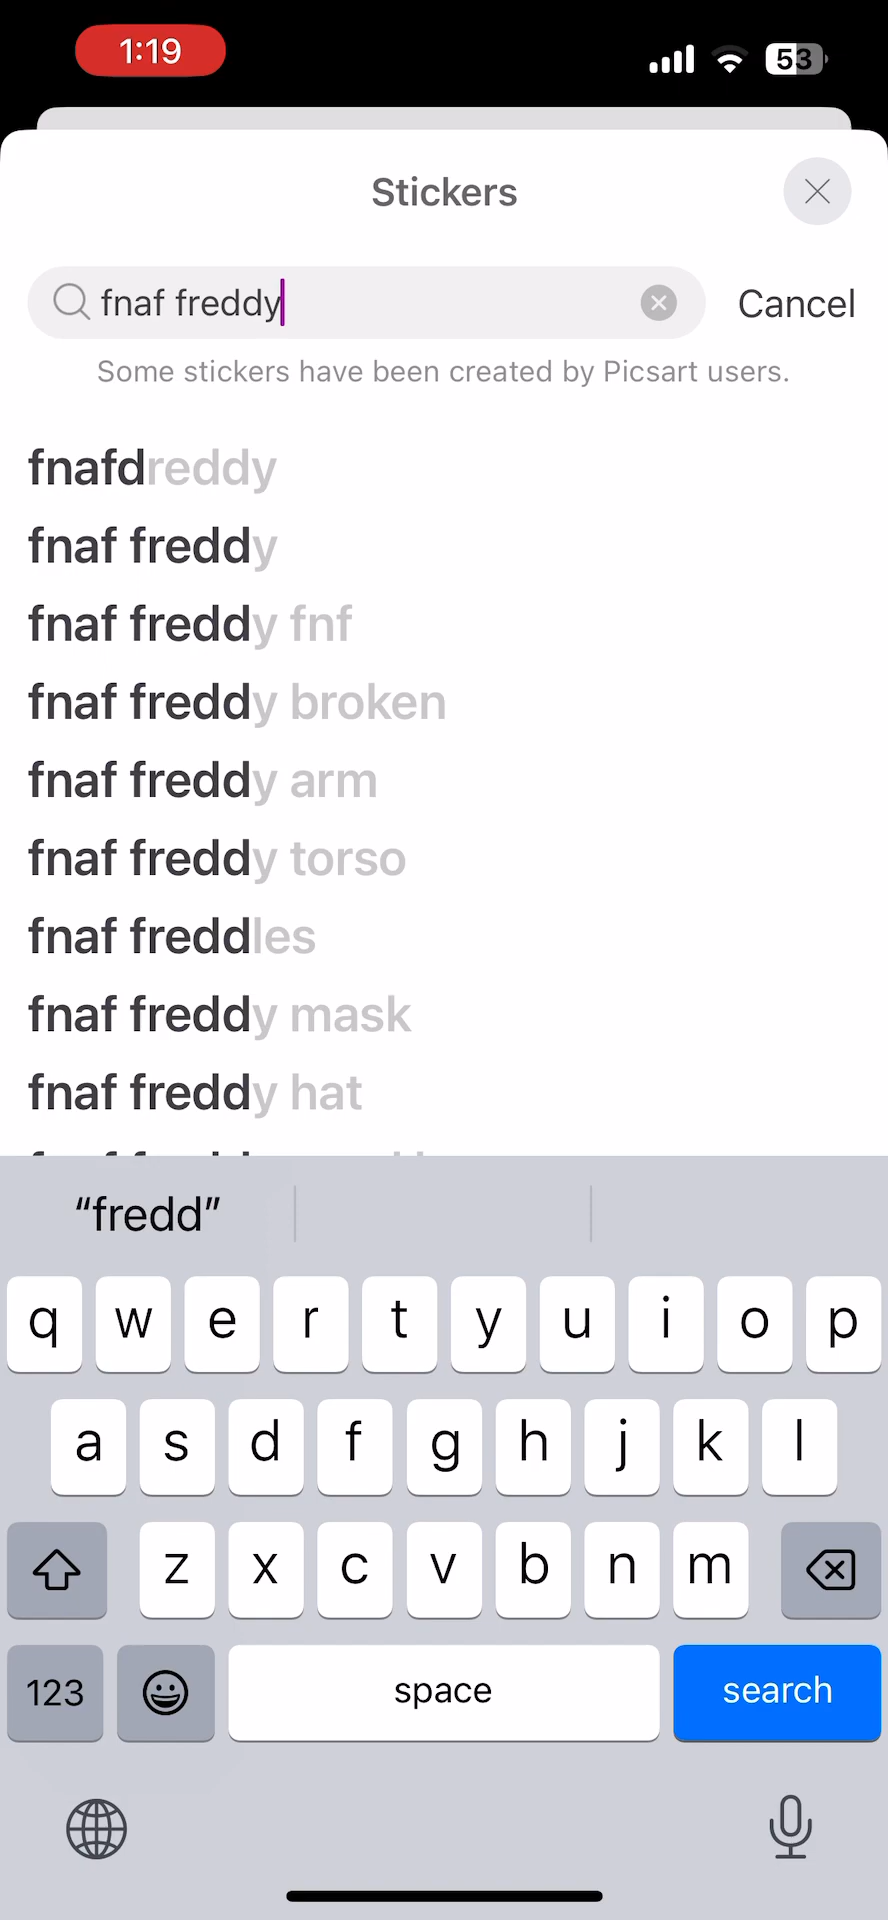 1:19
53
Stickers
fnaf freddy
Cancel
Some stickers have been created by Picsart users.
fnafdreddy
fnaf freddy
fnaf freddy fnf
fnaf freddy broken
fnaf freddy arm
fnaf freddy torso
fnaf freddles
fnaf freddy mask
fnaf freddy hat
“fredd”
q w e r t y u i o p
a s d f g h j k l
z x c v b n m
123 space search